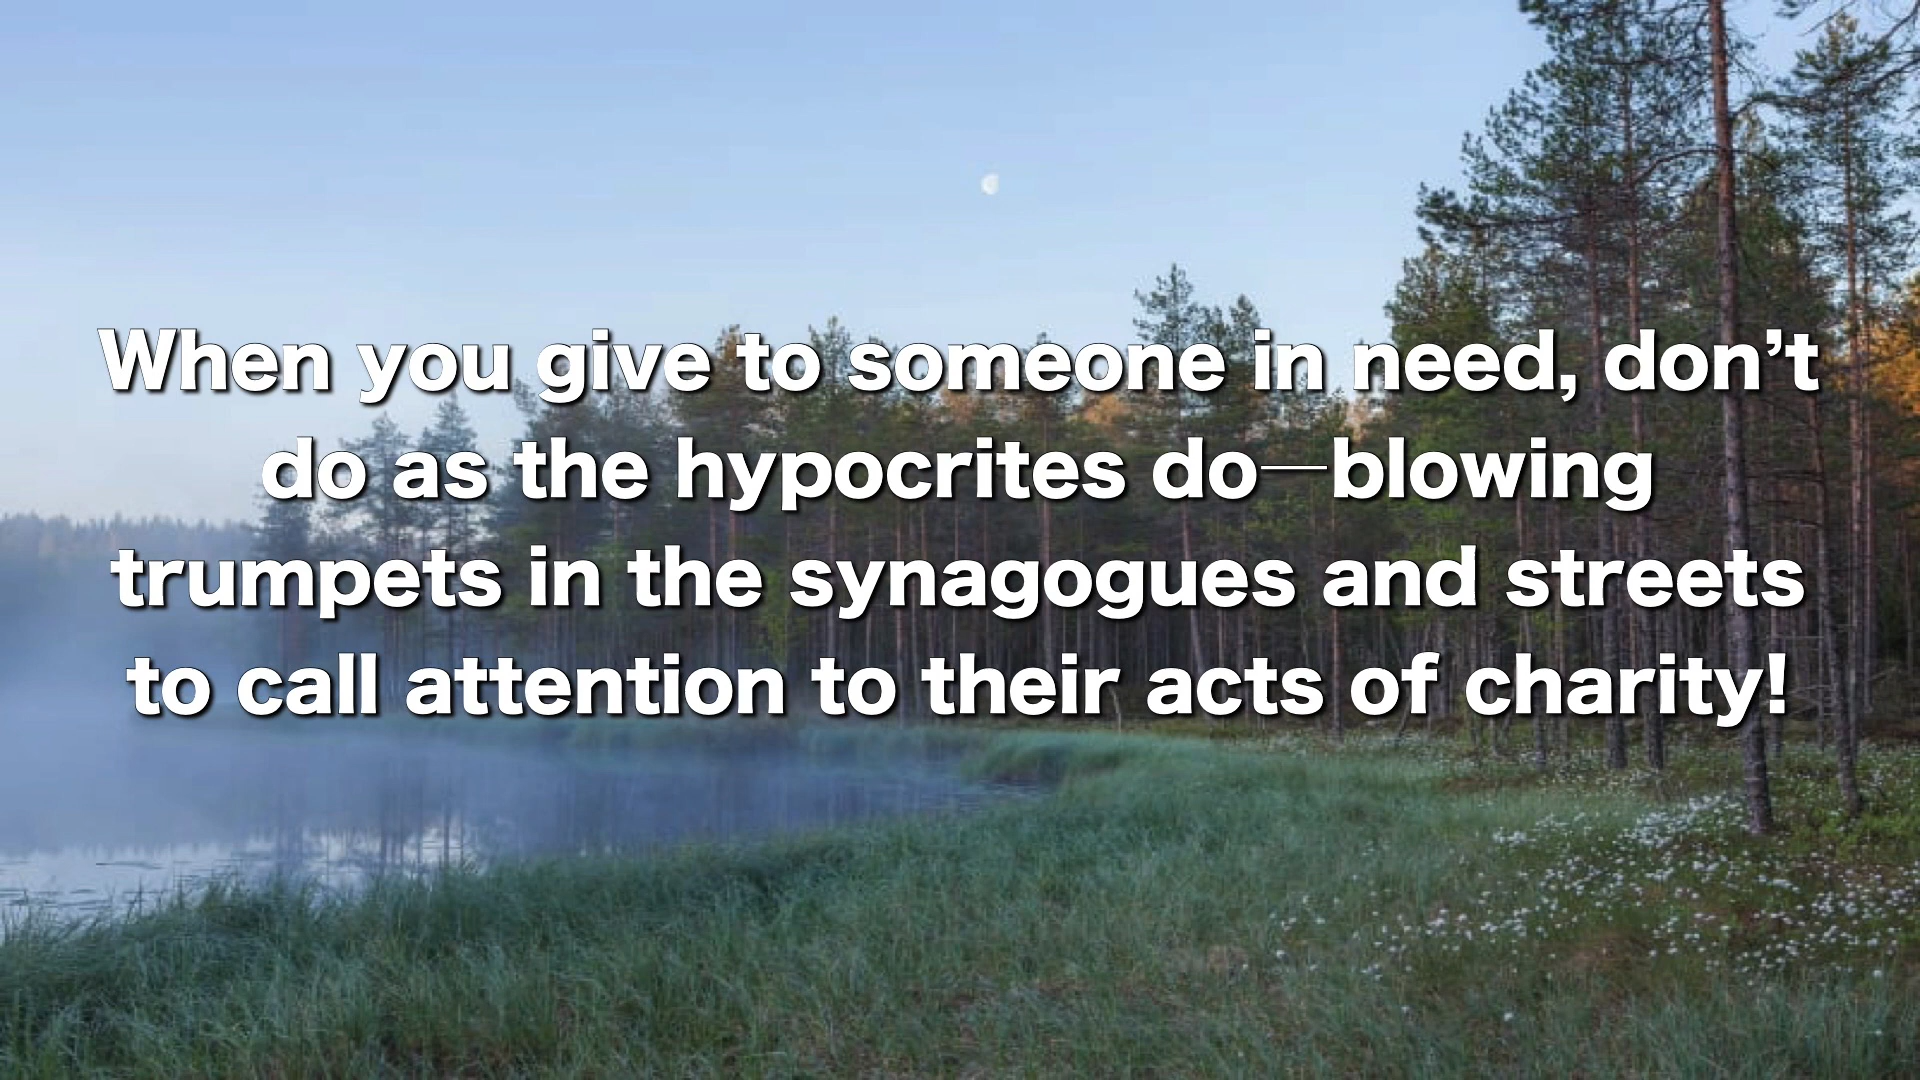 When you give to someone in need, don’t
do as the hypocrites do—blowing
trumpets in the synagogues and streets
to call attention to their acts of charity!